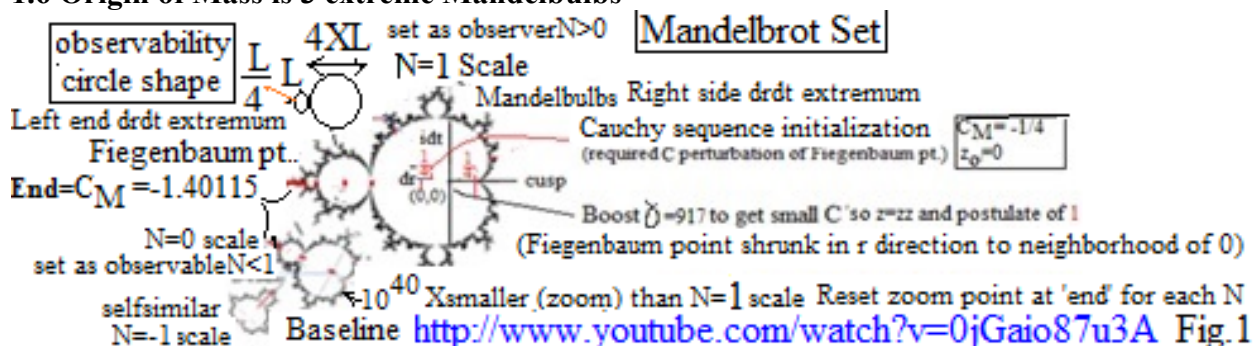 1.6 Origin of Mass is 3 extreme Mandelbulbs
observability
circle shape
L
4
L
4XL
set as observerN>0
Mandelbrot Set
N=1 Scale
Mandelbulbs
Right side drdt extremum
Left end drdt extremum
Fiegenbaum pt..
End=CM =-1.40115
Cauchy sequence initialization
(required C perturbation of Fiegenbaum pt.)
CM= -1/4
zo=0
idt
dr
(0,0)
cusp
Boost γ=917 to get small C so z=zz and postulate of 1
(Fiegenbaum point shrunk in r direction to neighborhood of 0)
N=0 scale
set as observableN<1
selfsimilar
N=-1 scale
10^40 Xsmaller (zoom) than N=1 scale
Reset zoom point at 'end' for each N
Baseline http://www.youtube.com/watch?v=0jGaio87u3A Fig.1